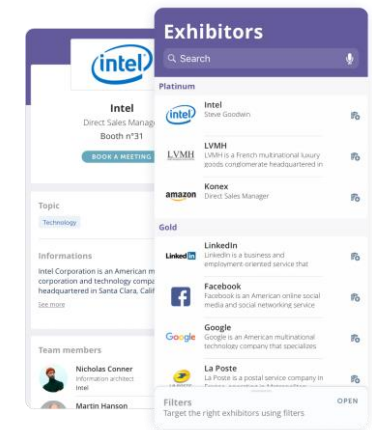 intel
Intel
Direct Sales Manag
Booth n°31
BOOK A MEETING
Topic
Technology
Informations
Intel Corporation is an American m
corporation and technology compa
headquartered in Santa Clara, Calif
See more
Team members
Nicholas Conner
Information architect
Intel
Martin Hanson
Exhibitors
Search
Platinum
intel
Intel
Steve Goodwin
LVMH
LVMH
LVMH is a French multinational luxury
goods conglomerate headquartered in
amazon
Konex
Direct Sales Manager
Gold
Linked in
LinkedIn
LinkedIn is a business and
employment-oriented service that
f
Facebook
Facebook is an American online social
media and social networking service
Google
Google
Google is an American multinational
technology company that specializes
LA POSTE
La Poste
La Poste is a postal service company in
Filters
OPEN
Target the right exhibitors using filters